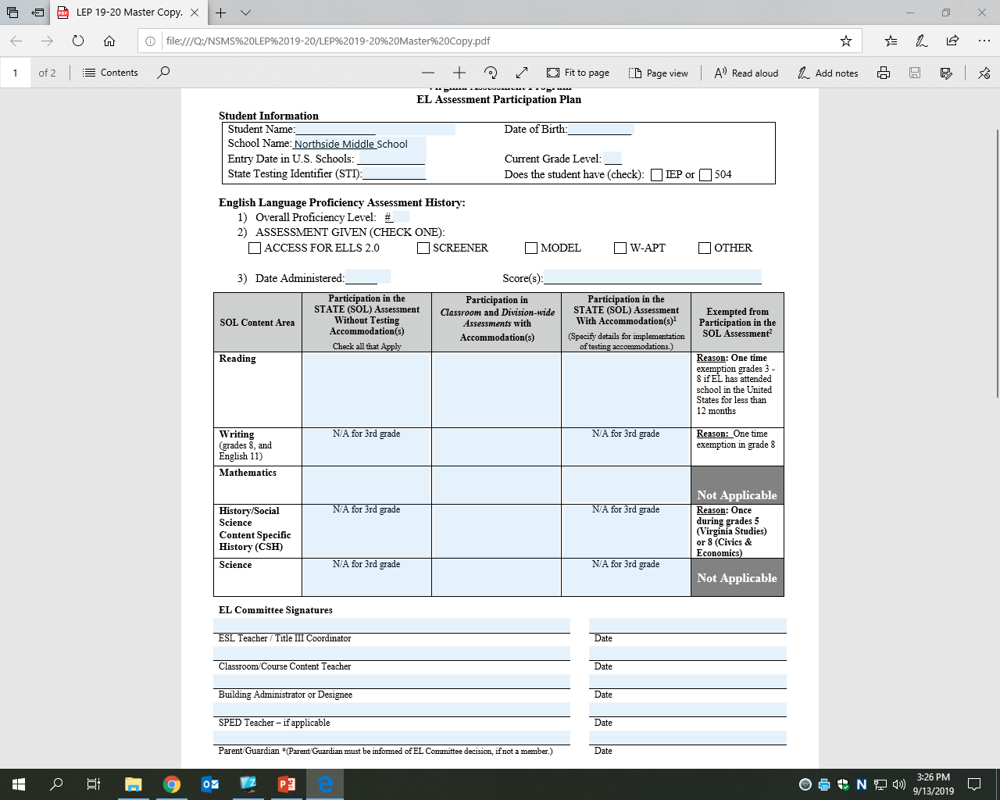 LEP 19-20 Master Copy.
file:///Q:/NSMS%20LEP%2019-20/LEP%2019-20%20Master%20Copy.pdf
1 of 2 Contents Fit to page Page view Read aloud Add notes
Virginia Assessment Program
EL Assessment Participation Plan
Student Information
Student Name: Date of Birth:
School Name: Northside Middle School
Entry Date in U.S. Schools: Current Grade Level:
State Testing Identifier (STI): Does the student have (check): IEP or 504
English Language Proficiency Assessment History:
1) Overall Proficiency Level: #
2) ASSESSMENT GIVEN (CHECK ONE):
ACCESS FOR ELLS 2.0 SCREENER MODEL W-APT OTHER
3) Date Administered: Score(s):
SOL Content Area
Participation in the
STATE (SOL) Assessment
Without Testing
Accommodation(s)
Check all that Apply
Participation in
Classroom and Division-wide
Assessments with
Accommodation(s)
Participation in the
STATE (SOL) Assessment
With Accommodation(s)1
(Specify details for implementation
of testing accommodations.)
Exempted from
Participation in the
SOL Assessment2
Reading
Reason: One time
exemption grades 3 -
8 if EL has attended
school in the United
States for less than
12 months
Writing
(grades 8, and
English 11)
N/A for 3rd grade
N/A for 3rd grade
Reason: One time
exemption in grade 8
Mathematics
Not Applicable
History/Social
Science
Content Specific
History (CSH)
N/A for 3rd grade
N/A for 3rd grade
Reason: Once
during grades 5
(Virginia Studies)
or 8 (Civics &
Economics)
Science
N/A for 3rd grade
N/A for 3rd grade
Not Applicable
EL Committee Signatures
ESL Teacher / Title III Coordinator Date
Classroom/Course Content Teacher Date
Building Administrator or Designee Date
SPED Teacher – if applicable Date
Parent/Guardian *(Parent/Guardian must be informed of EL Committee decision, if not a member.) Date
3:26 PM
9/13/2019